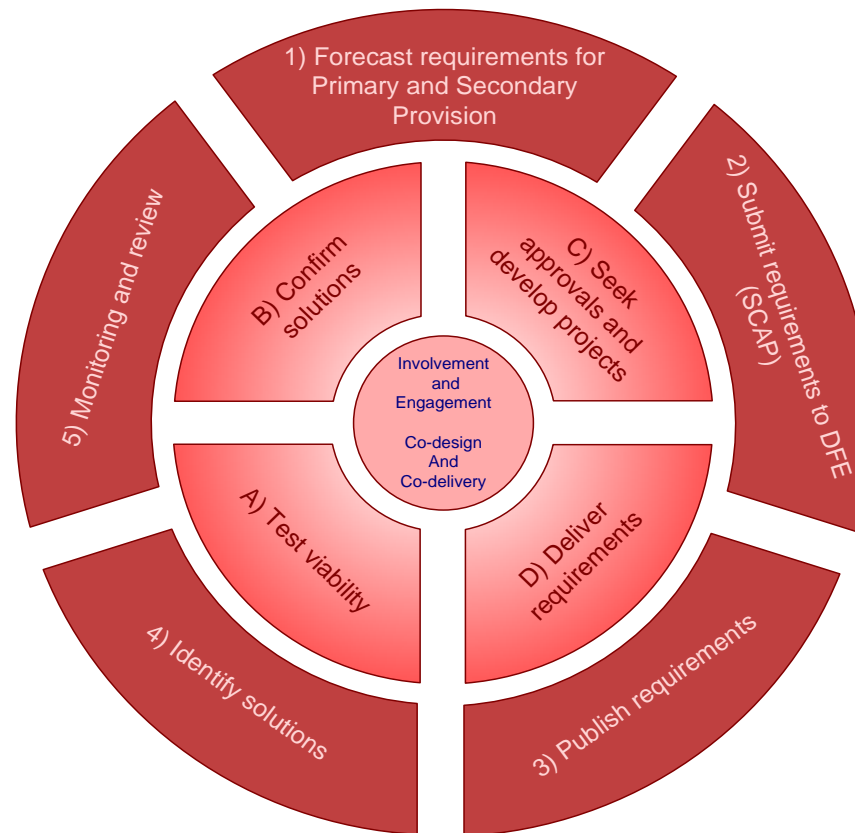 1) Forecast requirements for
Primary and Secondary
Provision
2) Submit requirements to DFE
(SCAP)
3) Publish requirements
4) Identify solutions
5) Monitoring and review
A) Test viability
B) Confirm
solutions
C) Seek
approvals and
develop projects
D) Deliver
requirements
Involvement
and
Engagement
Co-design
And
Co-delivery